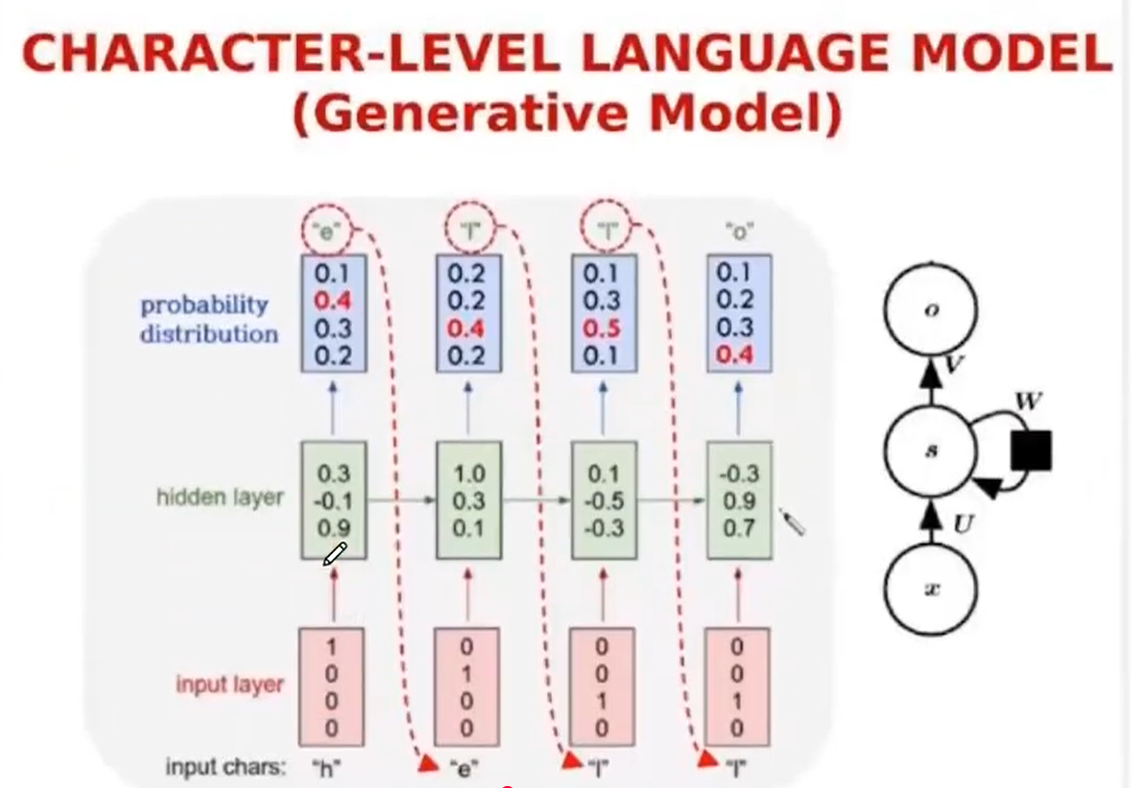 CHARACTER-LEVEL LANGUAGE MODEL
(Generative Model)
"e" "l" "l" "o"
probability distribution
0.1 0.2 0.1 0.1
0.4 0.2 0.3 0.2
0.3 0.4 0.5 0.3
0.2 0.2 0.1 0.4
hidden layer
0.3 1.0 0.1 -0.3
-0.1 0.3 -0.5 0.9
0.9 0.1 -0.3 0.7
input layer
1 0 0 0
0 1 0 0
0 0 1 1
0 0 0 0
input chars: "h" "e" "l" "l"
o
V
W
s
U
x